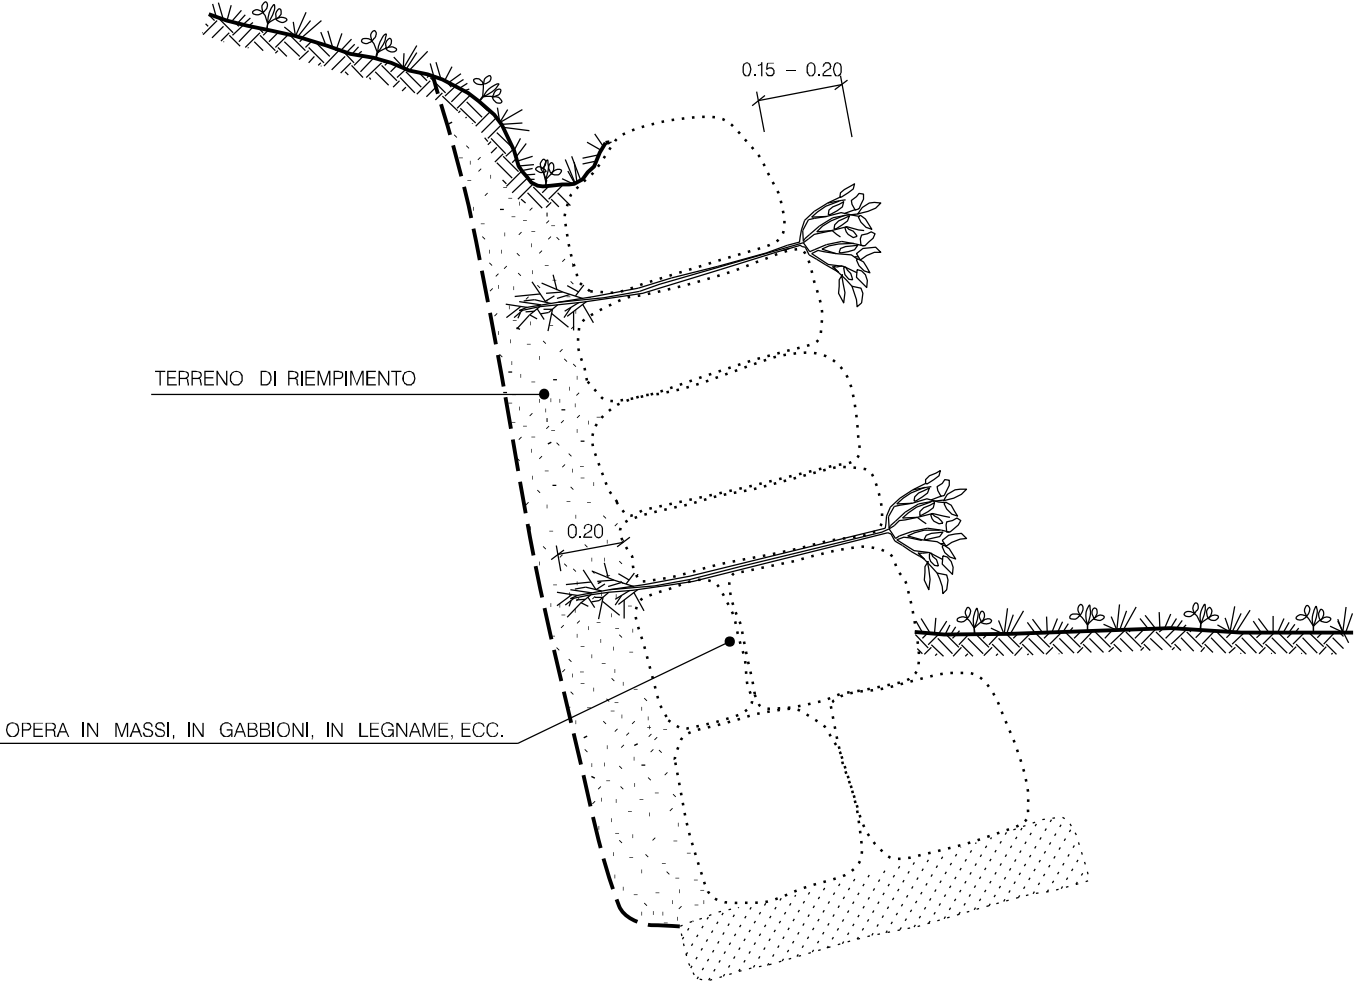 0.15 – 0.20
TERRENO DI RIEMPIMENTO
0.20
OPERA IN MASSI, IN GABBIONI, IN LEGNAME, ECC.